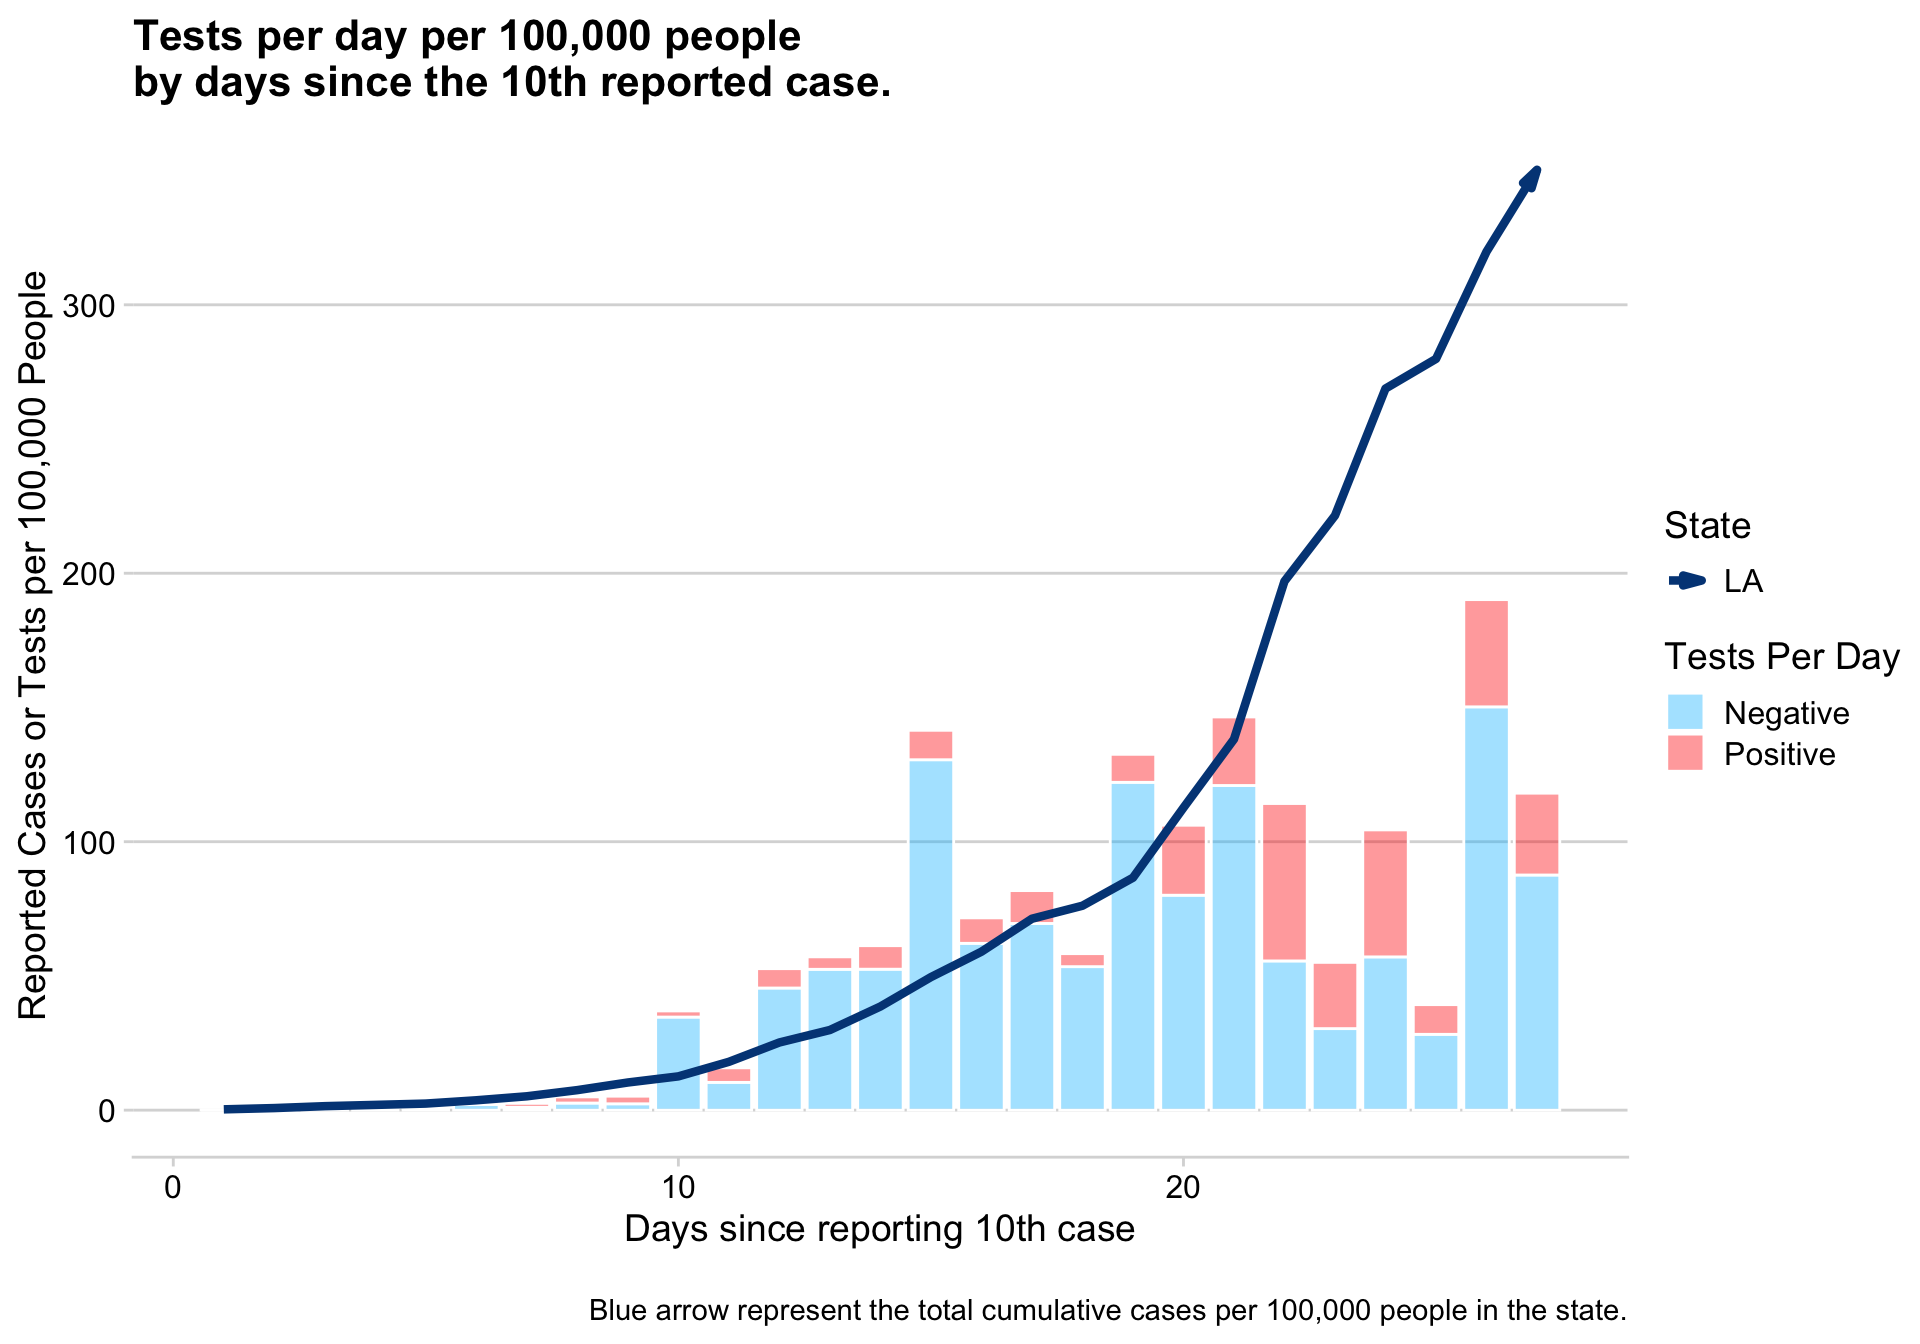 Tests per day per 100,000 people
by days since the 10th reported case.
Reported Cases or Tests per 100,000 People
300
200
100
0
0
10
20
Days since reporting 10th case
State
LA
Tests Per Day
Negative
Positive
Blue arrow represent the total cumulative cases per 100,000 people in the state.